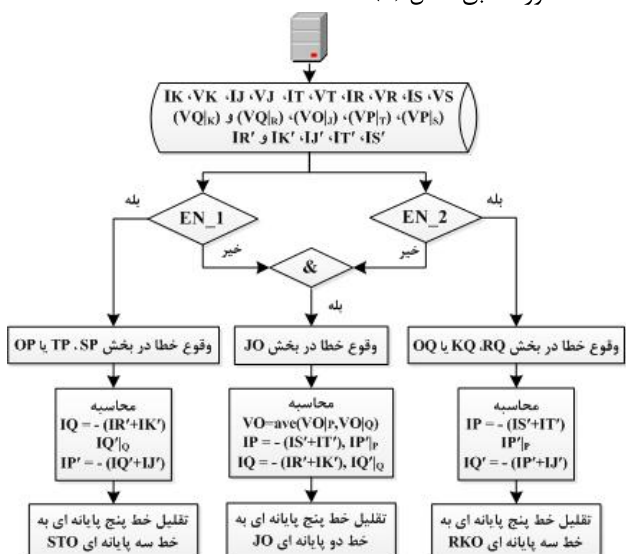 IK ،VK ،IJ ،VJ ،IT ،VT ،IR ،VR ،IS ،VS
(VQ|K) و (VQ|R) ،(VO|J) ،(VP|T) ،(VP|S)
IR′ و IK′ ،IJ′ ،IT′ ،IS′
بله
EN_1
خیر
&
EN_2
بله
خیر
بله
وقوع خطا در بخش SP ،TP یا OP
وقوع خطا در بخش JO
وقوع خطا در بخش RQ، KQ یا OQ
محاسبه
IQ = - (IR′+IK′)
IQ′|Q
IP′ = - (IQ′+IJ′)
محاسبه
VO=ave(VO|P,VO|Q)
IP = - (IS′+IT′), IP′|P
IQ = - (IR′+IK′), IQ′|Q
محاسبه
IP = - (IS′+IT′)
IP′|P
IQ′ = - (IP′+IJ′)
تقلیل خط پنج پایانه ای به
خط سه پایانه ای STO
تقلیل خط پنج پایانه ای به
خط دو پایانه ای JO
تقلیل خط پنج پایانه ای به
خط سه پایانه ای RKO